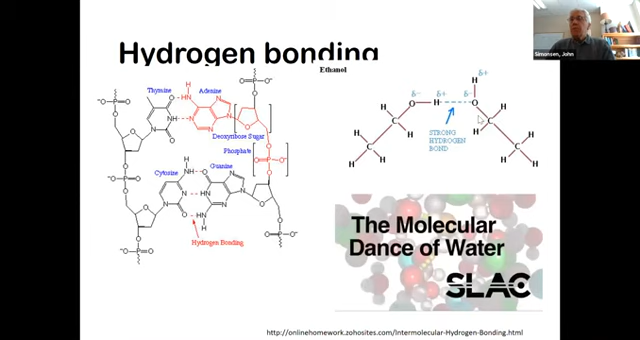 Hydrogen bonding
Simonsen, John
Thymine
Adenine
Deoxyribose Sugar
Phosphate
Cytosine
Guanine
Hydrogen Bonding
Ethanol
δ− δ+ δ− δ+
STRONG
HYDROGEN
BOND
The Molecular
Dance of Water
SLAC
http://onlinehomework.zohosites.com/Intermolecular-Hydrogen-Bonding.html